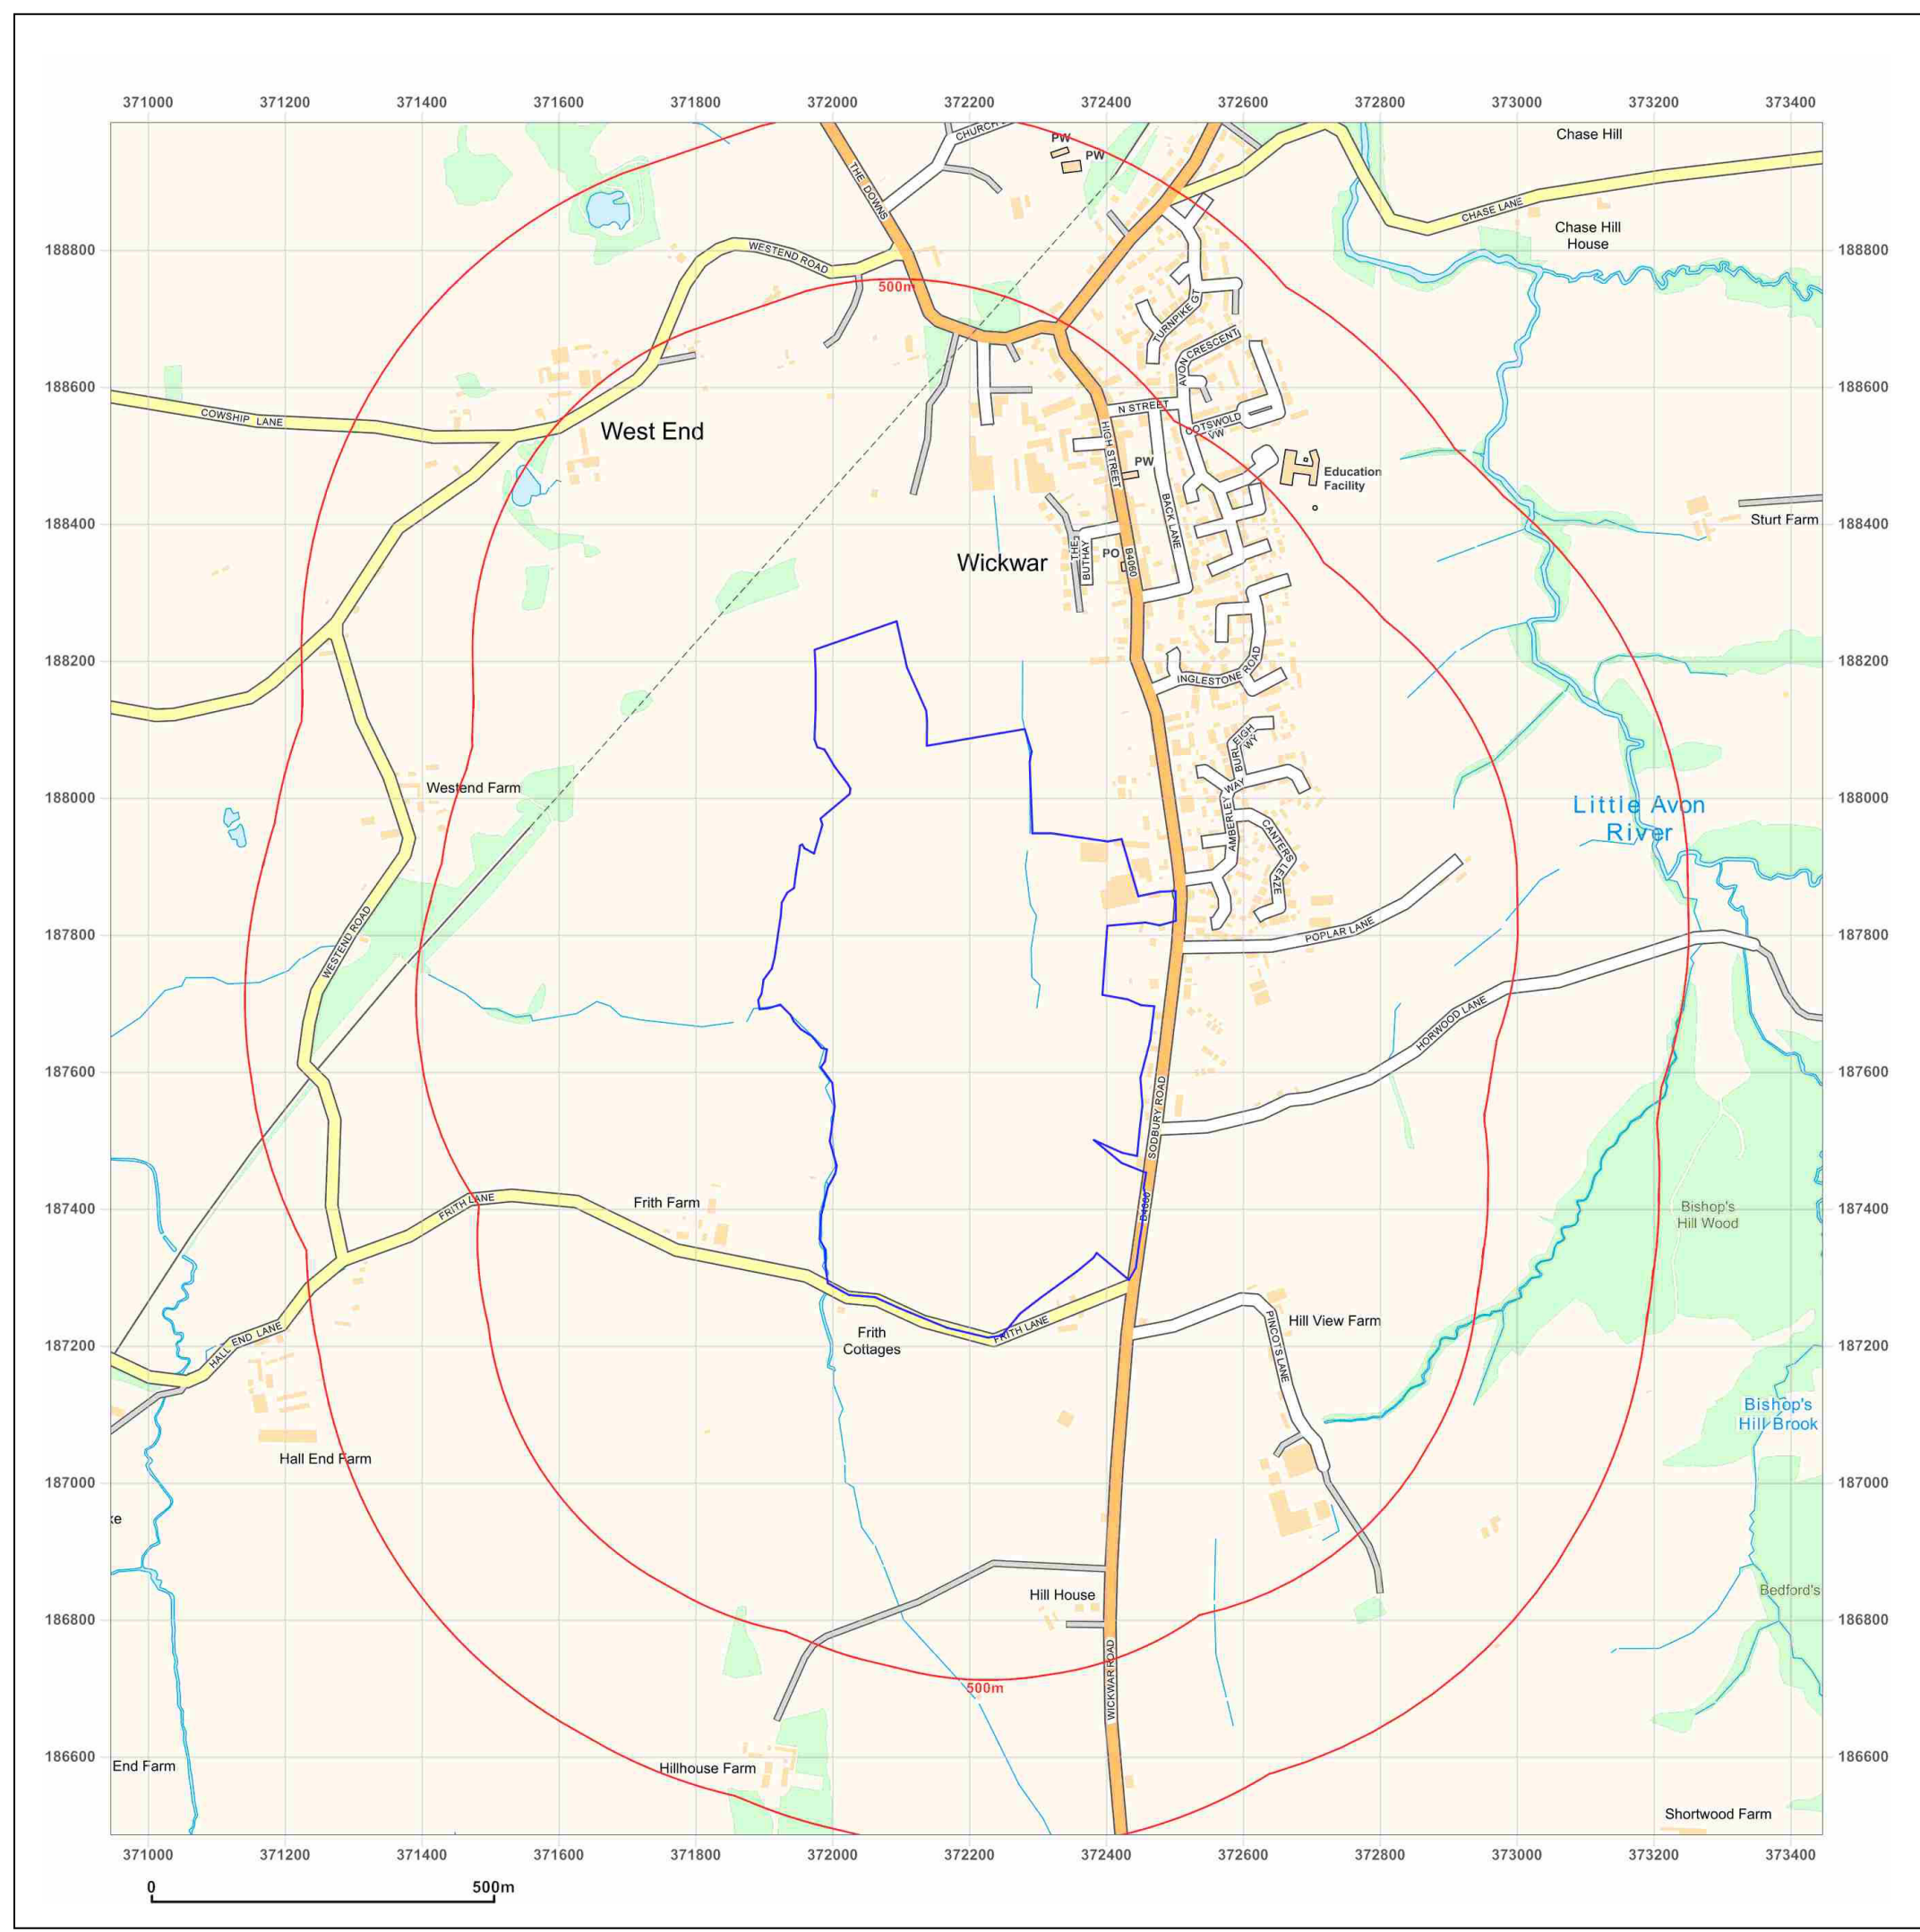 371000 371200 371400 371600 371800 372000 372200 372400 372600 372800 373000 373200 373400
CHURCH
PW
PW
Chase Hill
THE DOWNS
CHASE LANE
Chase Hill
House
188800
188800
WESTEND ROAD
500m
TURNPIKE GT
AVON CRESCENT
188600
188600
COWSHIP LANE
N STREET
COTSWOLD
VW
West End
HIGH STREET
PW
Education
Facility
BACK LANE
188400
188400
Sturt Farm
Wickwar
PO
THE
BUTHAY
B4060
188200
188200
INGLESTONE ROAD
BURLEIGH
WY
Westend Farm
188000
188000
AMBERLEY WAY
CANTERS LEAZE
Little Avon
River
WESTEND ROAD
187800
187800
POPLAR LANE
HORWOOD LANE
187600
187600
SODBURY ROAD
FRITH LANE
Frith Farm
187400
187400
B4060
Bishop's
Hill Wood
FRITH LANE
Hill View Farm
PINCOTS LANE
HALL END LANE
Frith
Cottages
187200
187200
Bishop's
Hill Brook
Hall End Farm
187000
187000
ke
Hill House
Bedford's
186800
186800
WICKWAR ROAD
500m
186600
186600
End Farm
Hillhouse Farm
Shortwood Farm
371000 371200 371400 371600 371800 372000 372200 372400 372600 372800 373000 373200 373400
0 500m